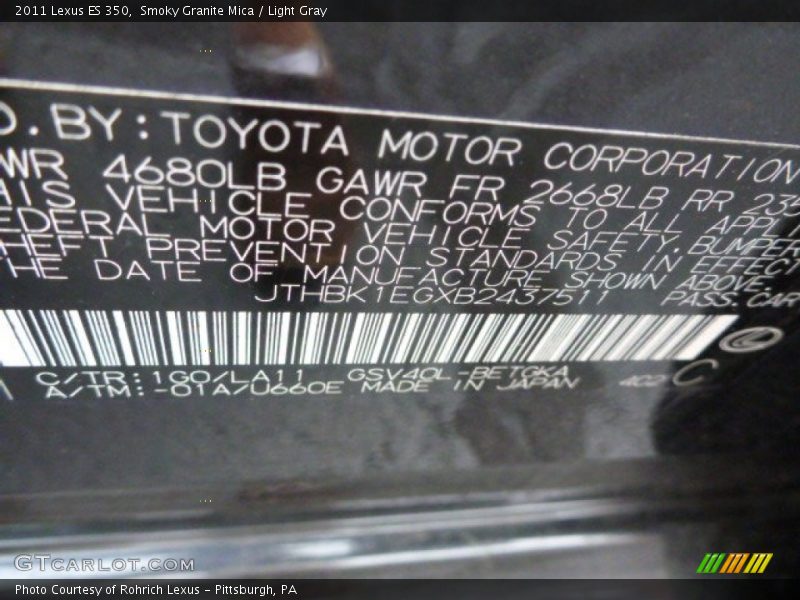 2011 Lexus ES 350,  Smoky Granite Mica / Light Gray
D.BY:TOYOTA MOTOR CORPORATION
WR 4680LB GAWR FR 2668LB RR 235
VEHICLE CONFORMS TO ALL APPL
EDERAL MOTOR VEHICLE SAFETY, BUMPER
HEFT PREVENTION STANDARDS IN EFFECT
HE DATE OF MANUFACTURE SHOWN ABOVE.
JTHBK1EGXB2437511 PASS.CAR
C/TR:1G0/LA11 GSV40L-BETGKA
A/TM:-01A/U660E MADE IN JAPAN 4C2 C
GTCARLOT.COM
Photo Courtesy of Rohrich Lexus - Pittsburgh, PA